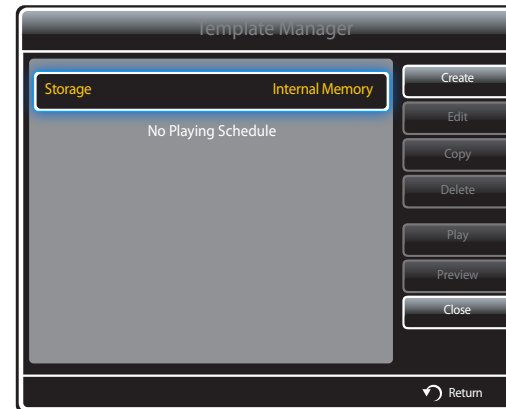 Template Manager
Storage Internal Memory
No Playing Schedule
Create
Edit
Copy
Delete
Play
Preview
Close
Return